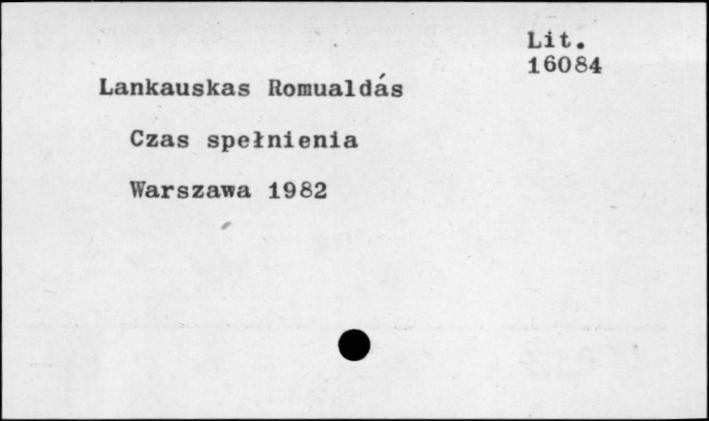 Lit.
16084
Lankauskas Romualdás
Czas spełnienia
Warszawa 1982